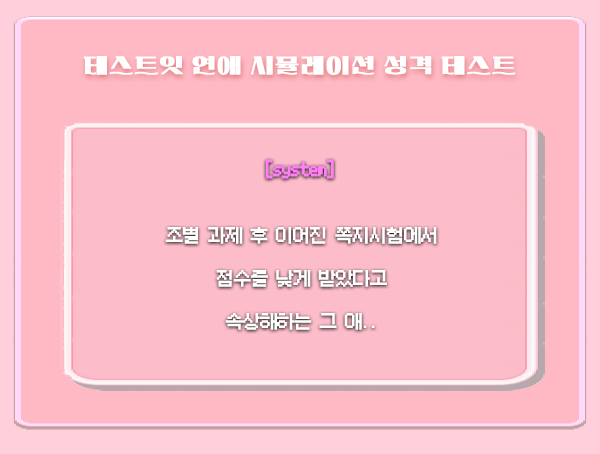 테스트잇 연애 시뮬레이션 성격 테스트
[system]
조별 과제 후 이어진 쪽지시험에서
점수를 낮게 받았다고
속상해하는 그 애..